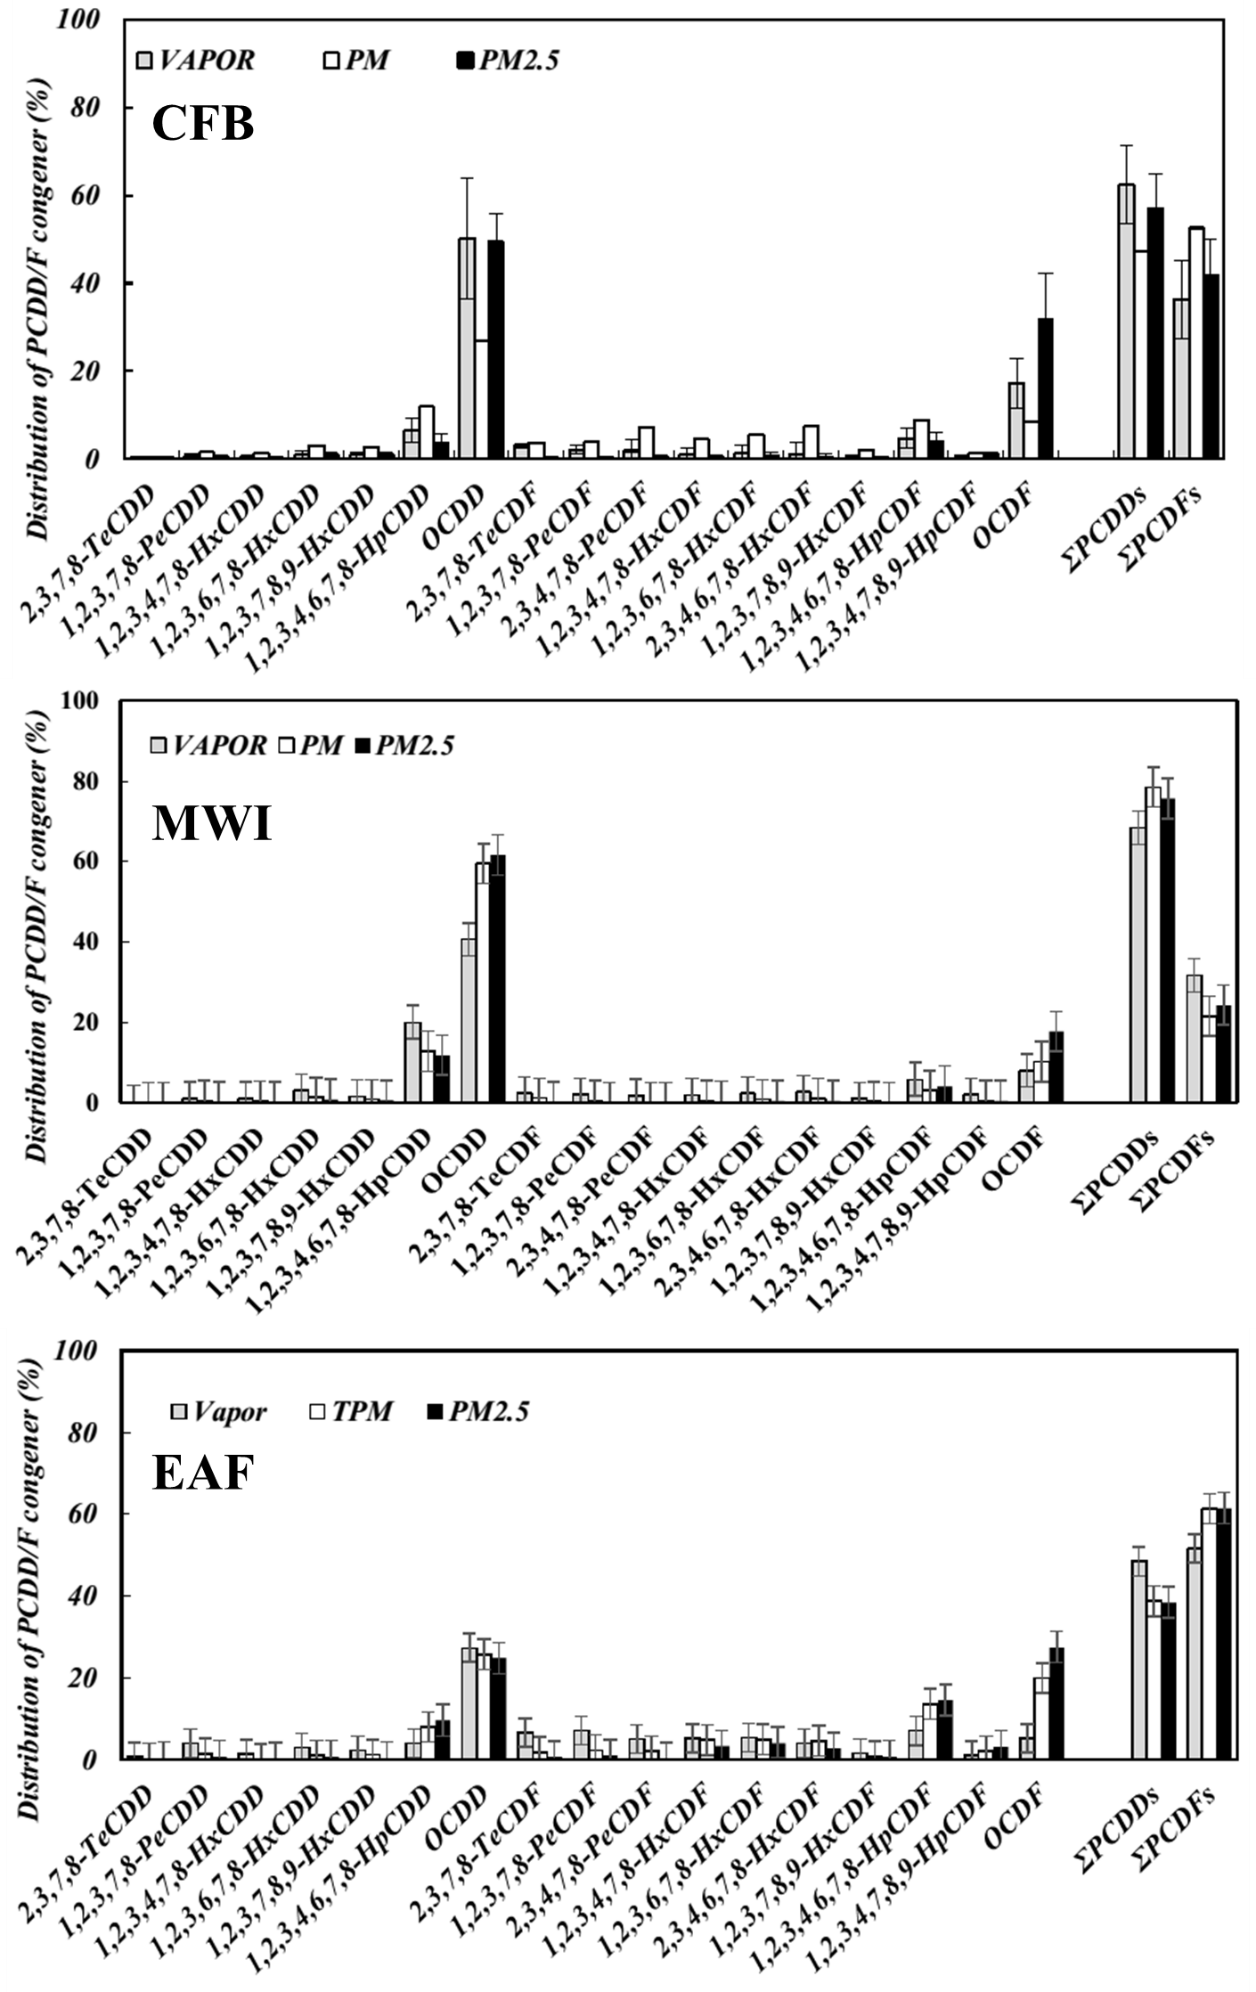 Distribution of PCDD/F congener (%)
100
80
60
40
20
0
VAPOR PM PM2.5
CFB
2,3,7,8-TeCDD
1,2,3,7,8-PeCDD
1,2,3,4,7,8-HxCDD
1,2,3,6,7,8-HxCDD
1,2,3,7,8,9-HxCDD
1,2,3,4,6,7,8-HpCDD
OCDD
2,3,7,8-TeCDF
1,2,3,7,8-PeCDF
2,3,4,7,8-PeCDF
1,2,3,4,7,8-HxCDF
1,2,3,6,7,8-HxCDF
2,3,4,6,7,8-HxCDF
1,2,3,7,8,9-HxCDF
1,2,3,4,6,7,8-HpCDF
1,2,3,4,7,8,9-HpCDF
OCDF
ΣPCDDs
ΣPCDFs
Distribution of PCDD/F congener (%)
100
80
60
40
20
0
VAPOR PM PM2.5
MWI
2,3,7,8-TeCDD
1,2,3,7,8-PeCDD
1,2,3,4,7,8-HxCDD
1,2,3,6,7,8-HxCDD
1,2,3,7,8,9-HxCDD
1,2,3,4,6,7,8-HpCDD
OCDD
2,3,7,8-TeCDF
1,2,3,7,8-PeCDF
2,3,4,7,8-PeCDF
1,2,3,4,7,8-HxCDF
1,2,3,6,7,8-HxCDF
2,3,4,6,7,8-HxCDF
1,2,3,7,8,9-HxCDF
1,2,3,4,6,7,8-HpCDF
1,2,3,4,7,8,9-HpCDF
OCDF
ΣPCDDs
ΣPCDFs
Distribution of PCDD/F congener (%)
100
80
60
40
20
0
Vapor TPM PM2.5
EAF
2,3,7,8-TeCDD
1,2,3,7,8-PeCDD
1,2,3,4,7,8-HxCDD
1,2,3,6,7,8-HxCDD
1,2,3,7,8,9-HxCDD
1,2,3,4,6,7,8-HpCDD
OCDD
2,3,7,8-TeCDF
1,2,3,7,8-PeCDF
2,3,4,7,8-PeCDF
1,2,3,4,7,8-HxCDF
1,2,3,6,7,8-HxCDF
2,3,4,6,7,8-HxCDF
1,2,3,7,8,9-HxCDF
1,2,3,4,6,7,8-HpCDF
1,2,3,4,7,8,9-HpCDF
OCDF
ΣPCDDs
ΣPCDFs